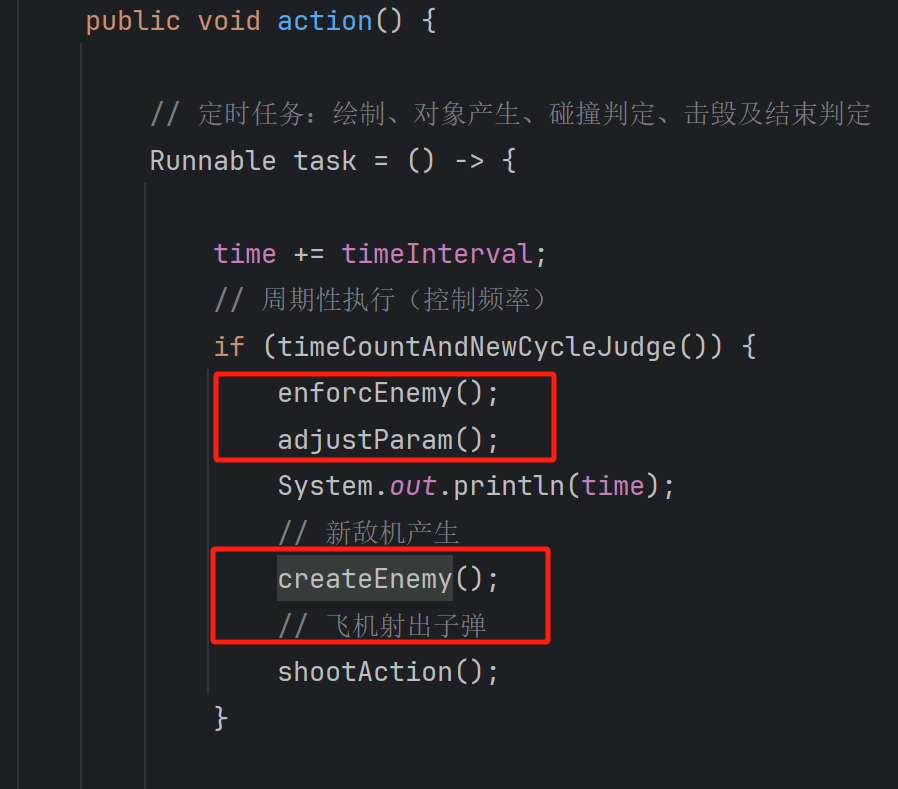 public void action() {
// 定时任务：绘制、对象产生、碰撞判定、击毁及结束判定
Runnable task = () -> {
time += timeInterval;
// 周期性执行（控制频率）
if (timeCountAndNewCycleJudge()) {
enforcEnemy();
adjustParam();
System.out.println(time);
// 新敌机产生
createEnemy();
// 飞机射出子弹
shootAction();
}